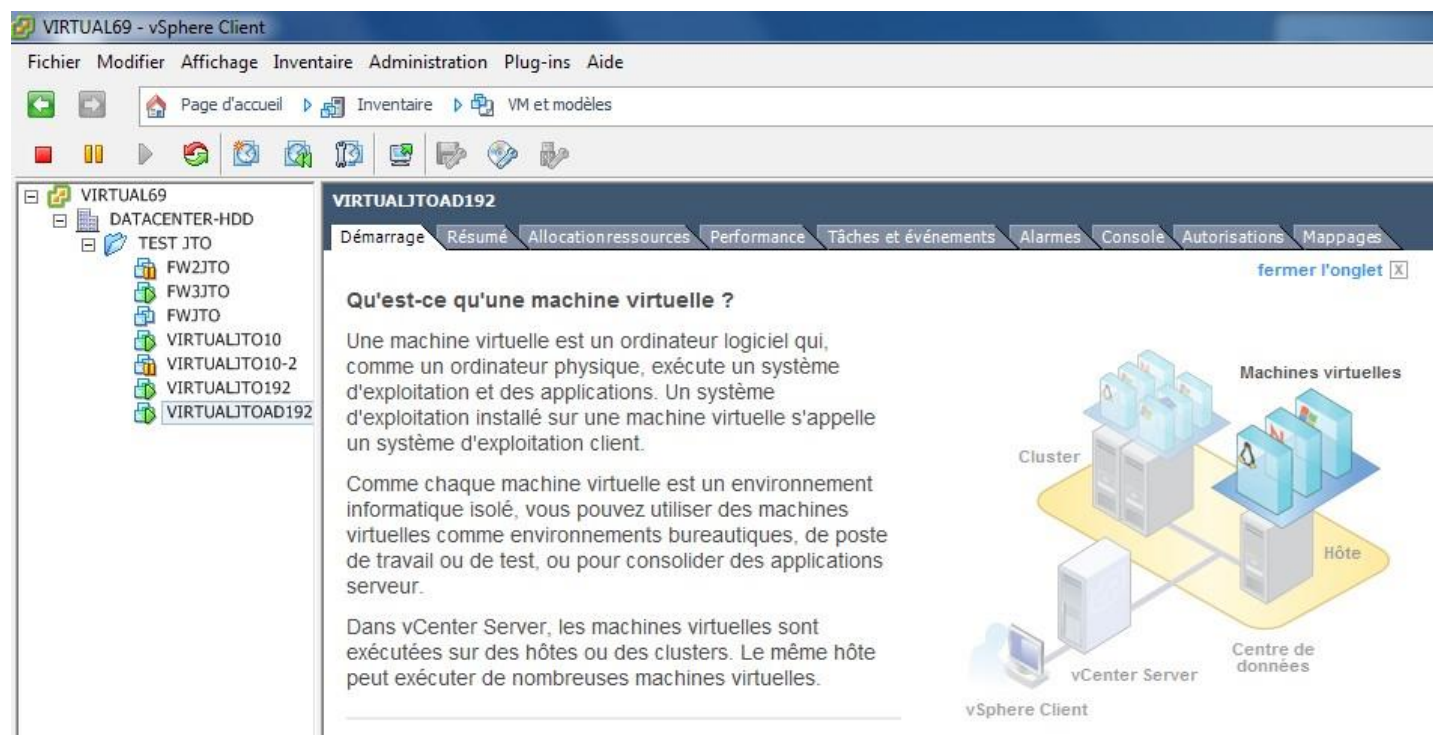 VIRTUAL69 - vSphere Client
Fichier Modifier Affichage Inventaire Administration Plug-ins Aide
Page d'accueil Inventaire VM et modèles
VIRTUAL69
DATACENTER-HDD
TEST JTO
FW2JTO
FW3JTO
FWJTO
VIRTUALJTO10
VIRTUALJTO10-2
VIRTUALJTO192
VIRTUALJTOAD192
VIRTUALJTOAD192
Démarrage Résumé Allocation ressources Performance Tâches et événements Alarmes Console Autorisations Mappages
fermer l'onglet X
Qu'est-ce qu'une machine virtuelle ?
Une machine virtuelle est un ordinateur logiciel qui,
comme un ordinateur physique, exécute un système
d'exploitation et des applications. Un système
d'exploitation installé sur une machine virtuelle s'appelle
un système d'exploitation client.
Comme chaque machine virtuelle est un environnement
informatique isolé, vous pouvez utiliser des machines
virtuelles comme environnements bureautiques, de poste
de travail ou de test, ou pour consolider des applications
serveur.
Dans vCenter Server, les machines virtuelles sont
exécutées sur des hôtes ou des clusters. Le même hôte
peut exécuter de nombreuses machines virtuelles.
Machines virtuelles
Cluster
Hôte
Centre de
données
vCenter Server
vSphere Client